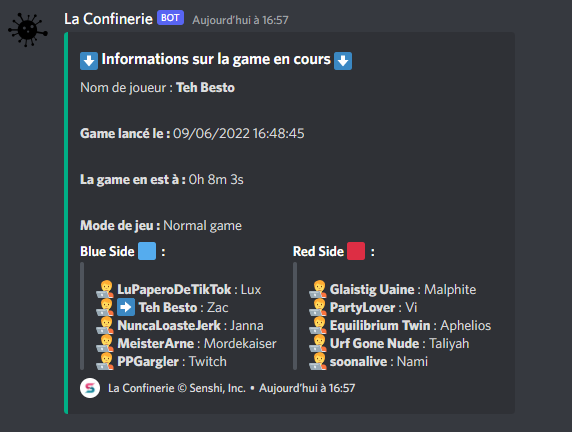 La Confinerie BOT Aujourd'hui à 16:57
Informations sur la game en cours
Nom de joueur : Teh Besto
Game lancé le : 09/06/2022 16:48:45
La game en est à : 0h 8m 3s
Mode de jeu : Normal game
Blue Side :
LuPaperoDeTikTok : Lux
Teh Besto : Zac
NuncaLoasteJerk : Janna
MeisterArne : Mordekaiser
PPGargler : Twitch
Red Side :
Glaistig Uaine : Malphite
PartyLover : Vi
Equilibrium Twin : Aphelios
Urf Gone Nude : Taliyah
soonalive : Nami
La Confinerie © Senshi, Inc. • Aujourd'hui à 16:57